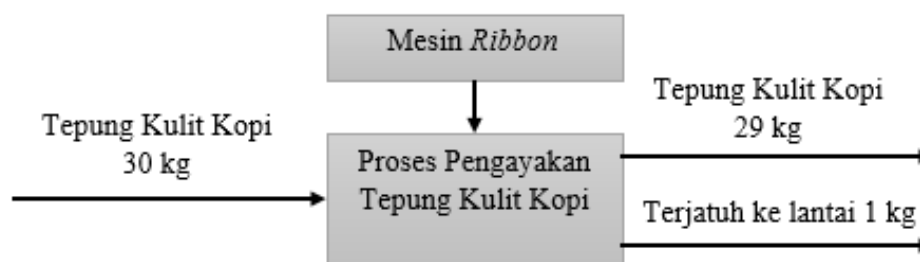 Mesin Ribbon
Tepung Kulit Kopi
30 kg
Proses Pengayakan
Tepung Kulit Kopi
Tepung Kulit Kopi
29 kg
Terjatuh ke lantai 1 kg